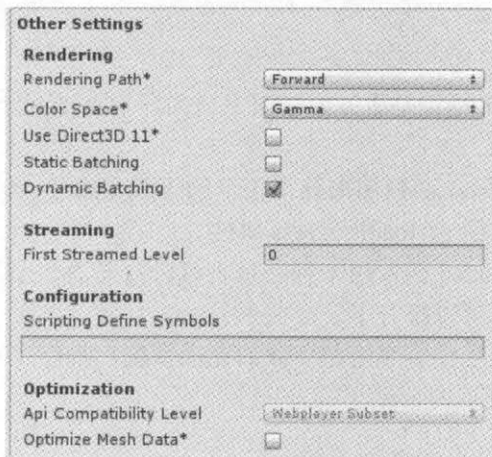 Other Settings
Rendering
Rendering Path* Forward
Color Space* Gamma
Use Direct3D 11*
Static Batching
Dynamic Batching
Streaming
First Streamed Level 0
Configuration
Scripting Define Symbols
Optimization
Api Compatibility Level Webplayer Subset
Optimize Mesh Data*